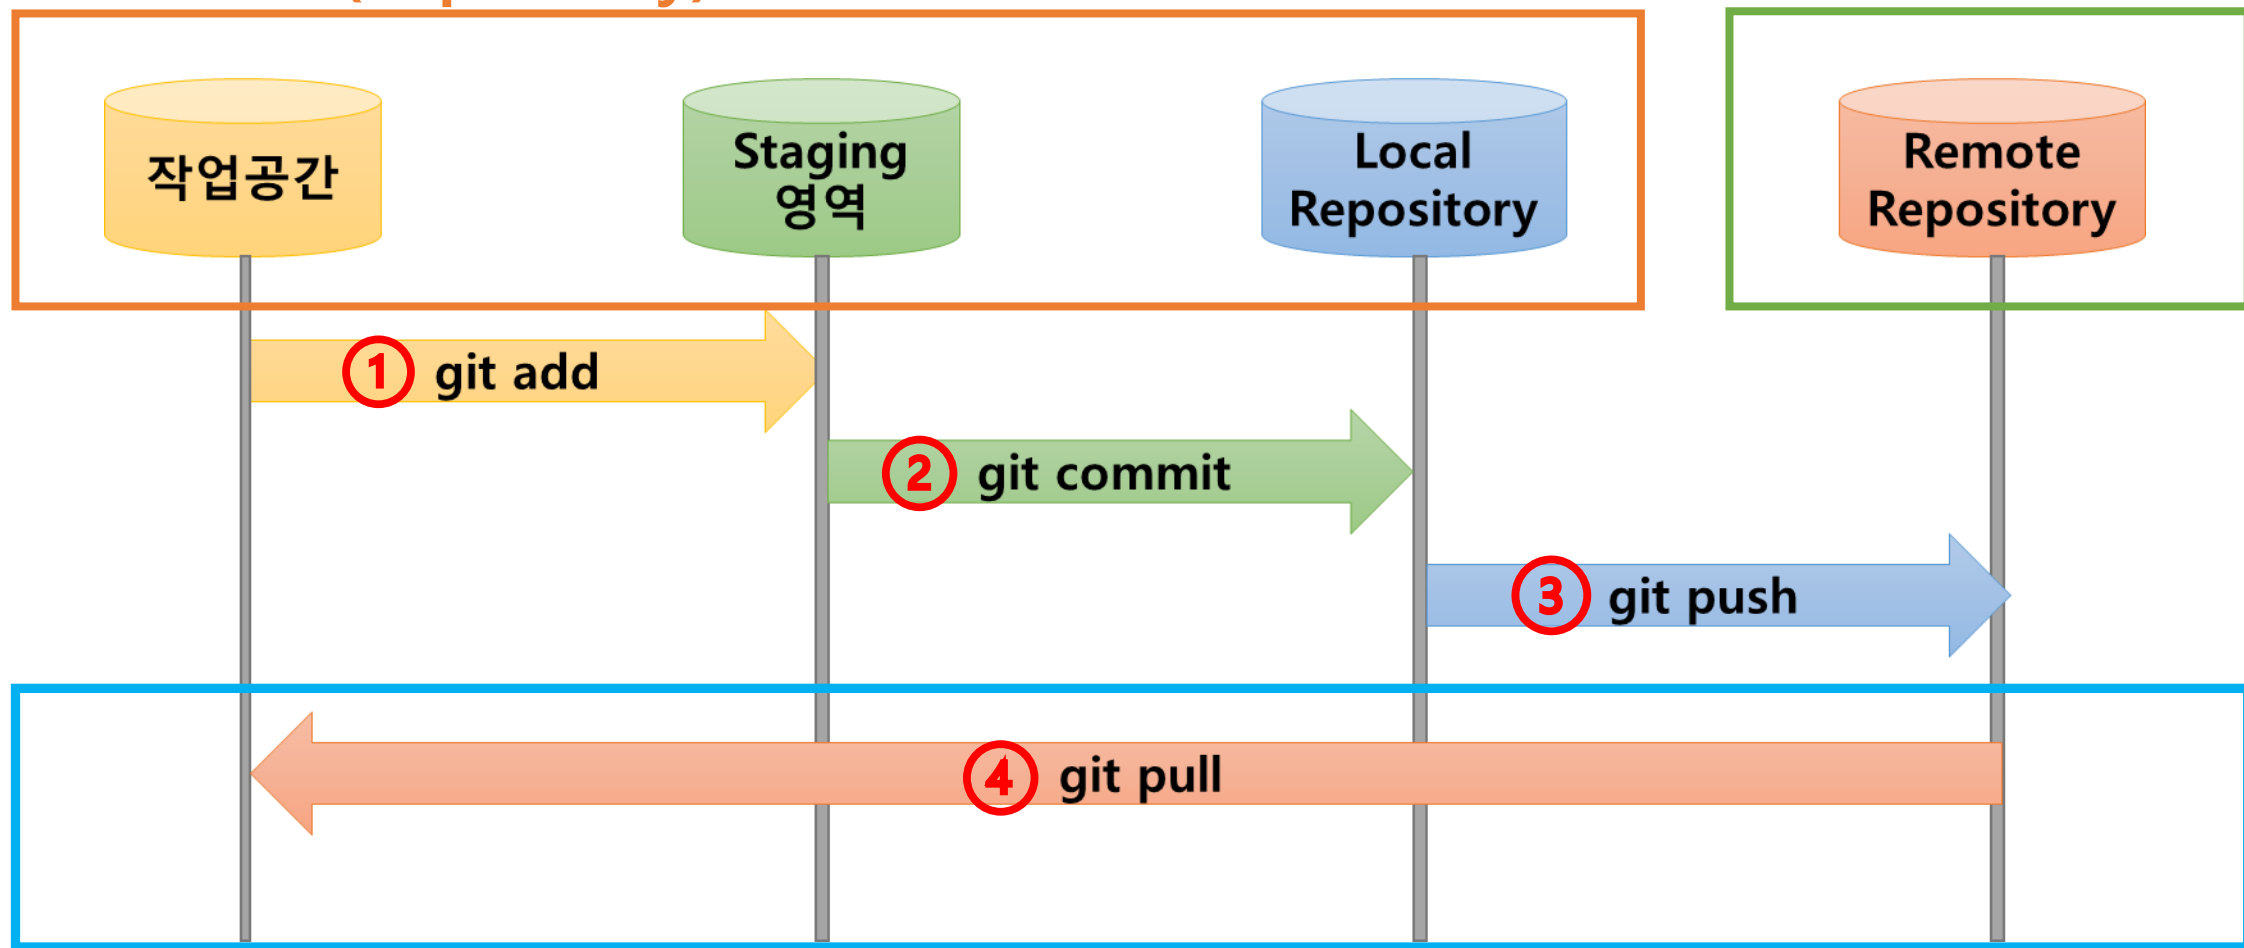 작업공간
Staging
영역
Local
Repository
Remote
Repository
① git add
② git commit
③ git push
④ git pull